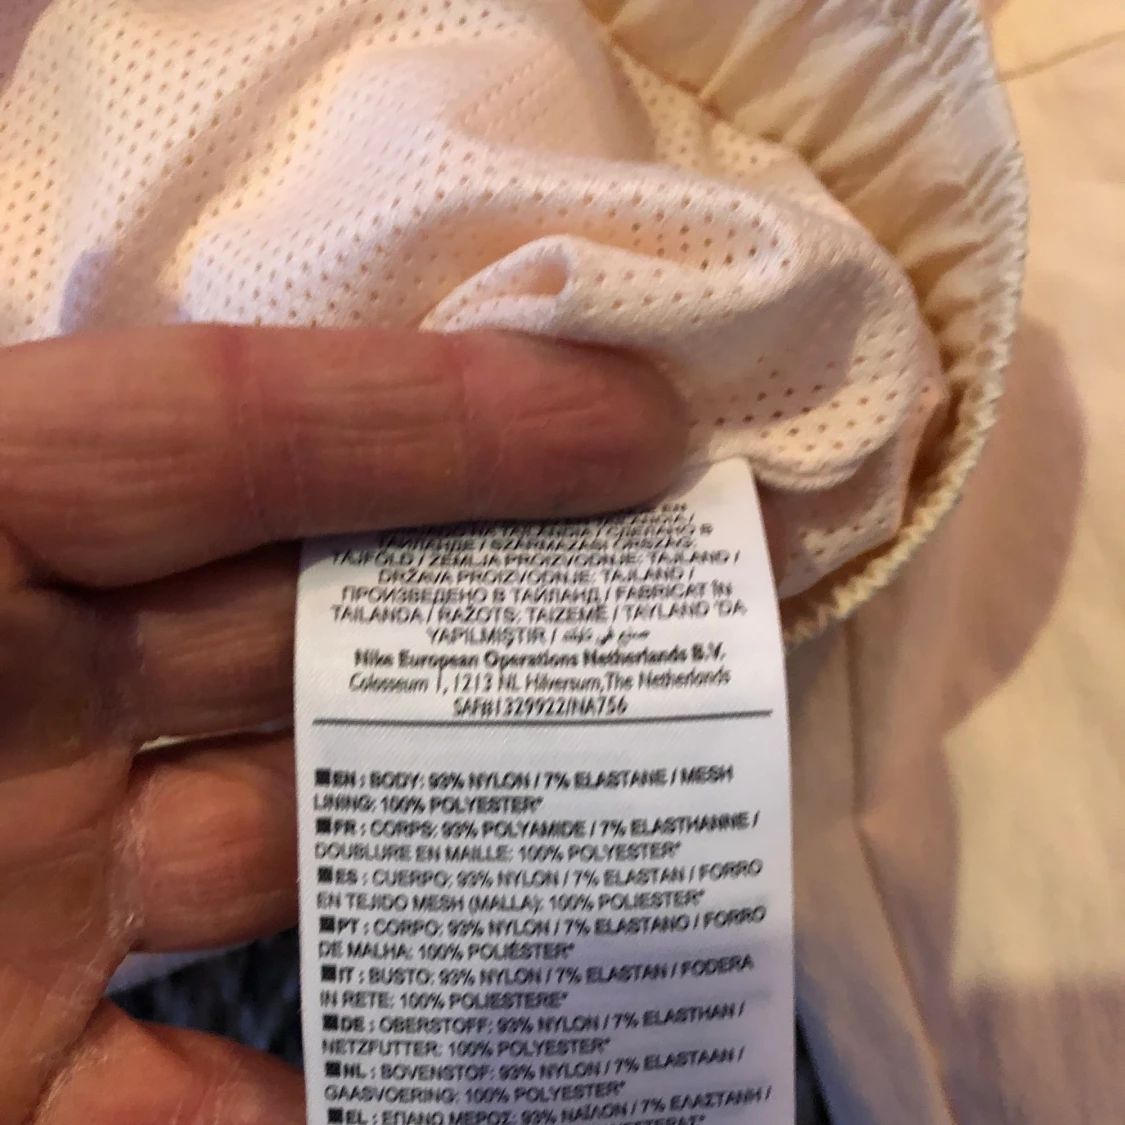 ТАЙЛАНДЕ / SZÁRMAZÁSI ORSZÁG:
TAJFÖLD / ZEMLJA PROIZVODNJE: TAJLAND /
DRŽAVA PROIZVODNJE: TAJLAND /
ПРОИЗВЕДЕНО В ТАЙЛАНД / FABRICAT ÎN
TAILANDA / RAŽOTS: TAIZEMĒ / TAYLAND 'DA
YAPILMIŞTIR /
Nike European Operations Netherlands B.V.
Colosseum 1, 1213 NL Hilversum,The Netherlands
SAF#1329922/NA756
EN : BODY: 93% NYLON / 7% ELASTANE / MESH
LINING: 100% POLYESTER*
FR : CORPS: 93% POLYAMIDE / 7% ELASTHANNE /
DOUBLURE EN MAILLE: 100% POLYESTER*
ES : CUERPO: 93% NYLON / 7% ELASTAN / FORRO
EN TEJIDO MESH (MALLA): 100% POLIESTER*
PT : CORPO: 93% NYLON / 7% ELASTANO / FORRO
DE MALHA: 100% POLIÉSTER*
IT : BUSTO: 93% NYLON / 7% ELASTAN / FODERA
IN RETE: 100% POLIESTERE*
DE : OBERSTOFF: 93% NYLON / 7% ELASTHAN /
NETZFUTTER: 100% POLYESTER*
NL : BOVENSTOF: 93% NYLON / 7% ELASTAAN /
GAASVOERING: 100% POLYESTER*
EL : ΕΠΑΝΩ ΜΕΡΟΣ: 93% ΝΑΪΛΟΝ / 7% ΕΛΑΣΤΑΝΗ /